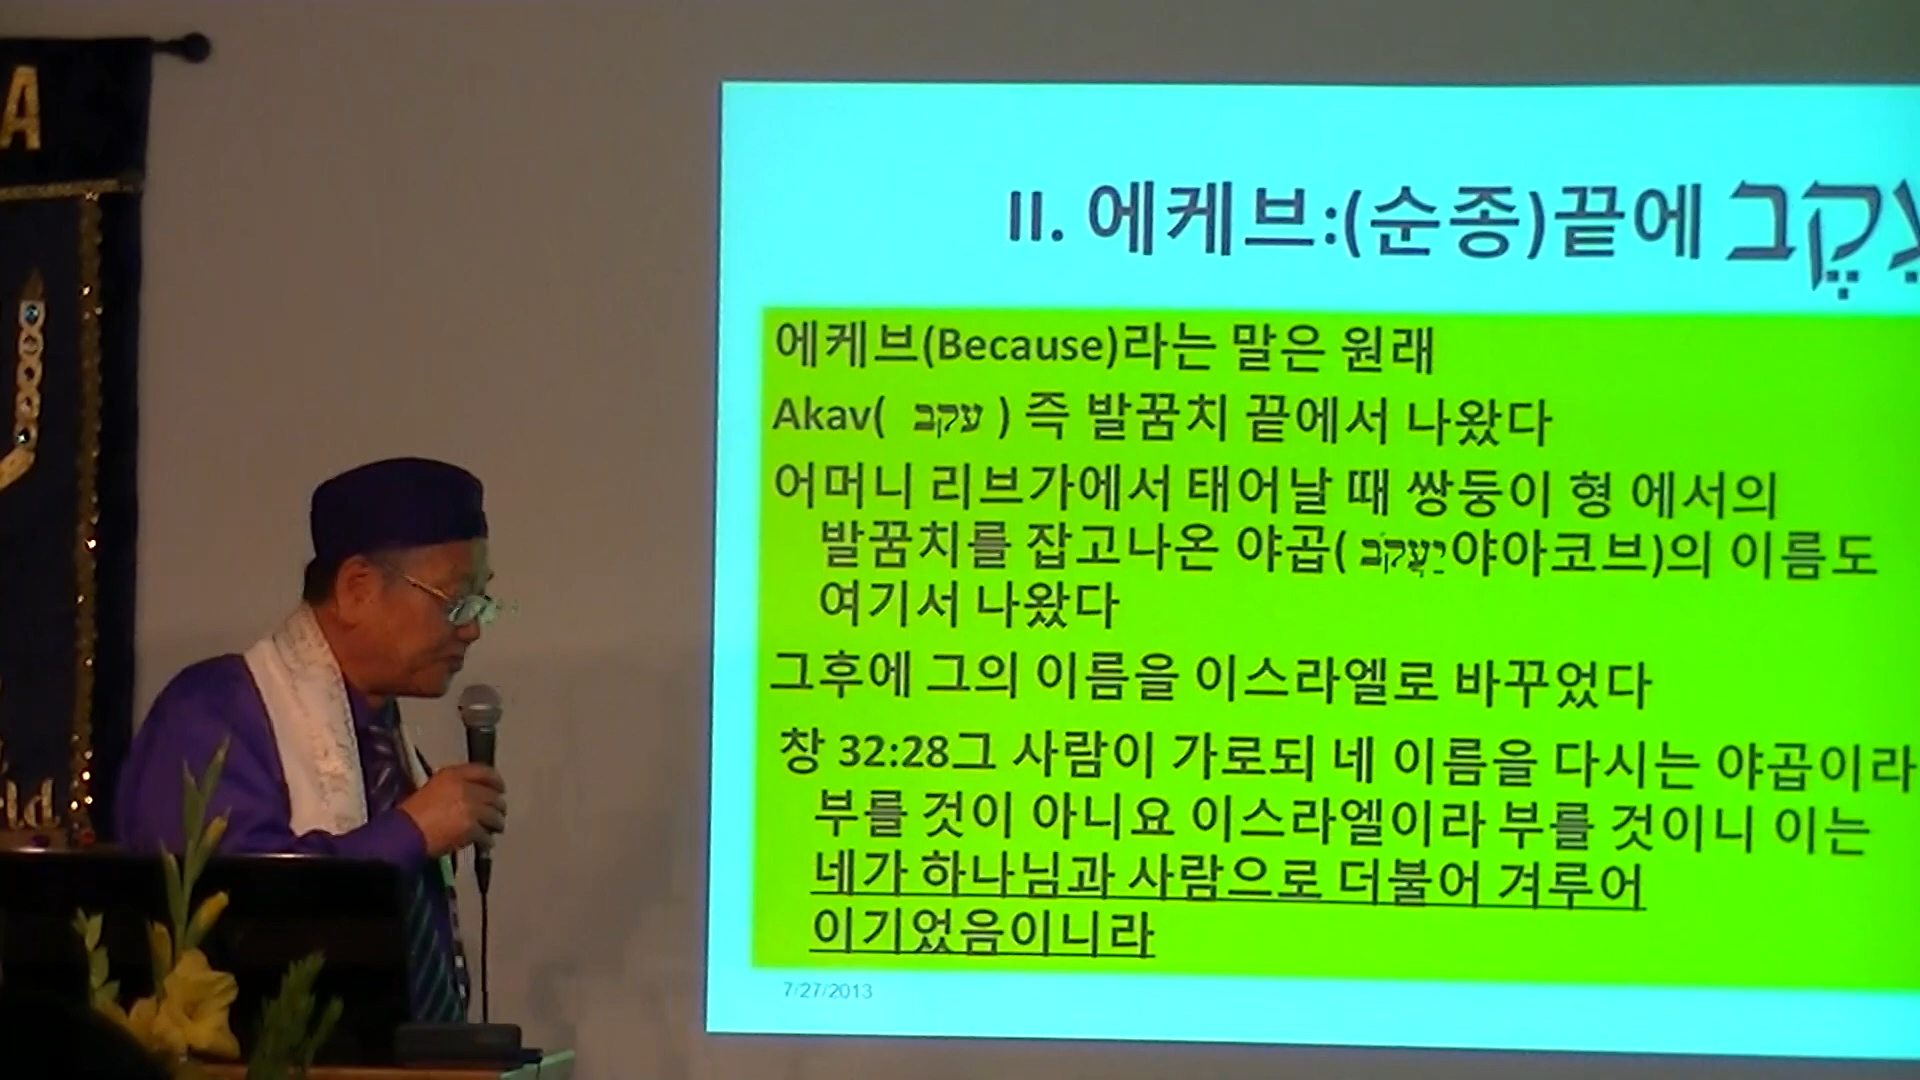 A
rld
II. 에케브:(순종)끝에 עֵקֶב
에케브(Because)라는 말은 원래
Akav( עקב ) 즉 발꿈치 끝에서 나왔다
어머니 리브가에서 태어날 때 쌍둥이 형 에서의
발꿈치를 잡고나온 야곱( יַעֲקֹב야아코브)의 이름도
여기서 나왔다
그후에 그의 이름을 이스라엘로 바꾸었다
창 32:28그 사람이 가로되 네 이름을 다시는 야곱이라
부를 것이 아니요 이스라엘이라 부를 것이니 이는
네가 하나님과 사람으로 더불어 겨루어
이기었음이니라
7/27/2013